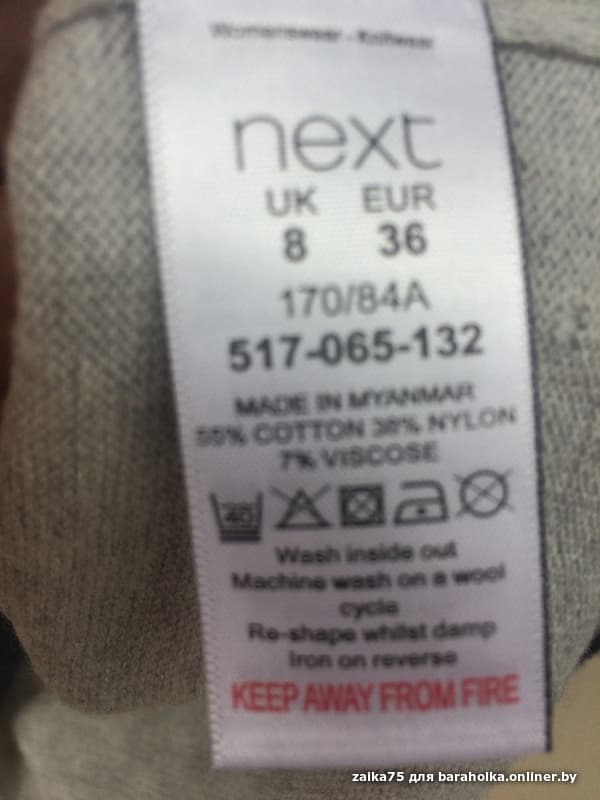 Womenswear - Knitwear
next
UK EUR
8 36
170/84A
517-065-132
MADE IN MYANMAR
55% COTTON 38% NYLON
7% VISCOSE
40
Wash inside out
Machine wash on a wool
cycle
Re-shape whilst damp
Iron on reverse
KEEP AWAY FROM FIRE
zaika75 для baraholka.onliner.by